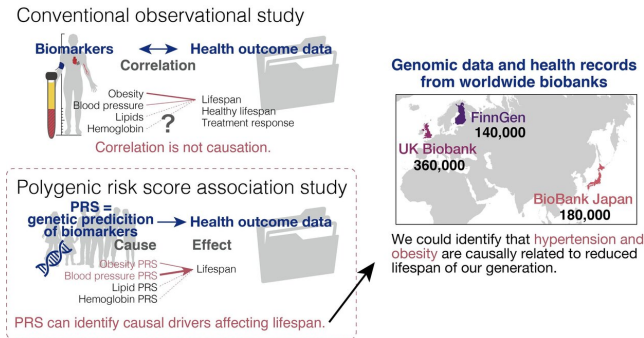 Conventional observational study
Biomarkers
Health outcome data
Correlation
Obesity
Blood pressure
Lipids
Hemoglobin
?
Lifespan
Healthy lifespan
Treatment response
Correlation is not causation.
Polygenic risk score association study
PRS =
genetic predicition
of biomarkers
Health outcome data
Cause
Effect
Obesity PRS
Blood pressure PRS
Lipid PRS
Hemoglobin PRS
Lifespan
PRS can identify causal drivers affecting lifespan.
Genomic data and health records
from worldwide biobanks
FinnGen
140,000
UK Biobank
360,000
BioBank Japan
180,000
We could identify that hypertension and
obesity are causally related to reduced
lifespan of our generation.